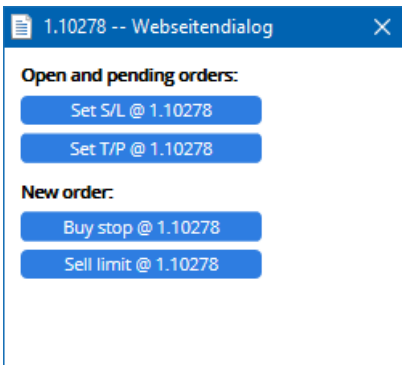 1.10278 -- Webseitendialog
Open and pending orders:
Set S/L @ 1.10278
Set T/P @ 1.10278
New order:
Buy stop @ 1.10278
Sell limit @ 1.10278